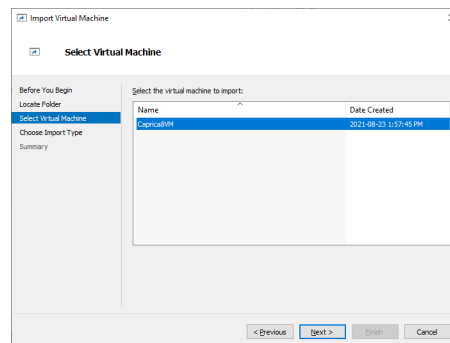 Import Virtual Machine
Select Virtual Machine
Before You Begin
Locate Folder
Select Virtual Machine
Choose Import Type
Summary
Select the virtual machine to import:
Name Date Created
Caprica8VM 2021-08-23 1:57:45 PM
< Previous Next > Finish Cancel